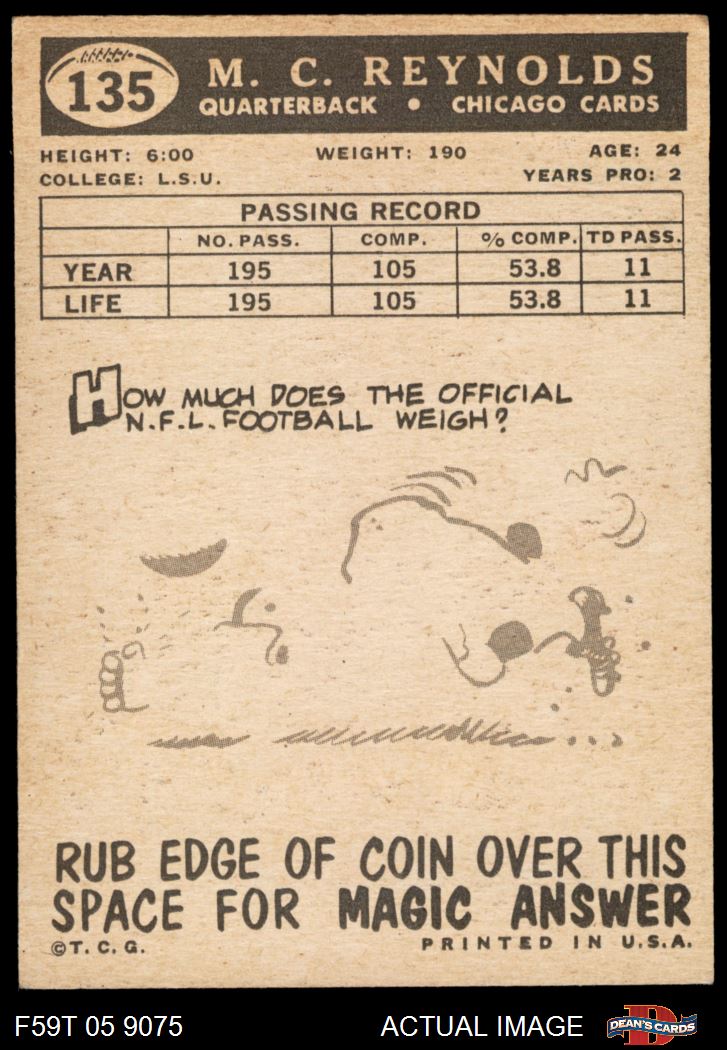 135
M. C. REYNOLDS
QUARTERBACK • CHICAGO CARDS
HEIGHT: 6:00 WEIGHT: 190 AGE: 24
COLLEGE: L.S.U. YEARS PRO: 2
PASSING RECORD
NO. PASS. COMP. % COMP. TD PASS.
YEAR 195 105 53.8 11
LIFE 195 105 53.8 11
HOW MUCH DOES THE OFFICIAL
N.F.L. FOOTBALL WEIGH?
RUB EDGE OF COIN OVER THIS
SPACE FOR MAGIC ANSWER
©T. C. G. PRINTED IN U.S.A.
F59T 05 9075 ACTUAL IMAGE D DEAN'S CARDS